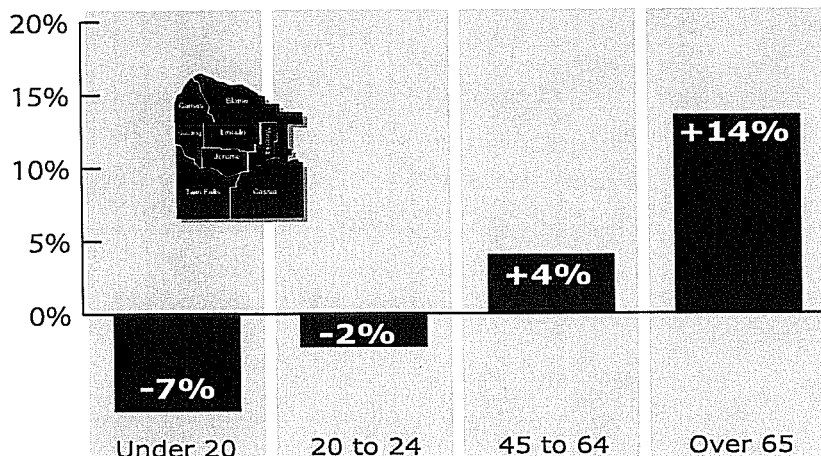 20%
15%
10%
5%
0%
Camas
Blaine
Lincoln
Jerome
Twin Falls
Cassia
-7%
-2%
+4%
+14%
Under 20
20 to 24
45 to 64
Over 65